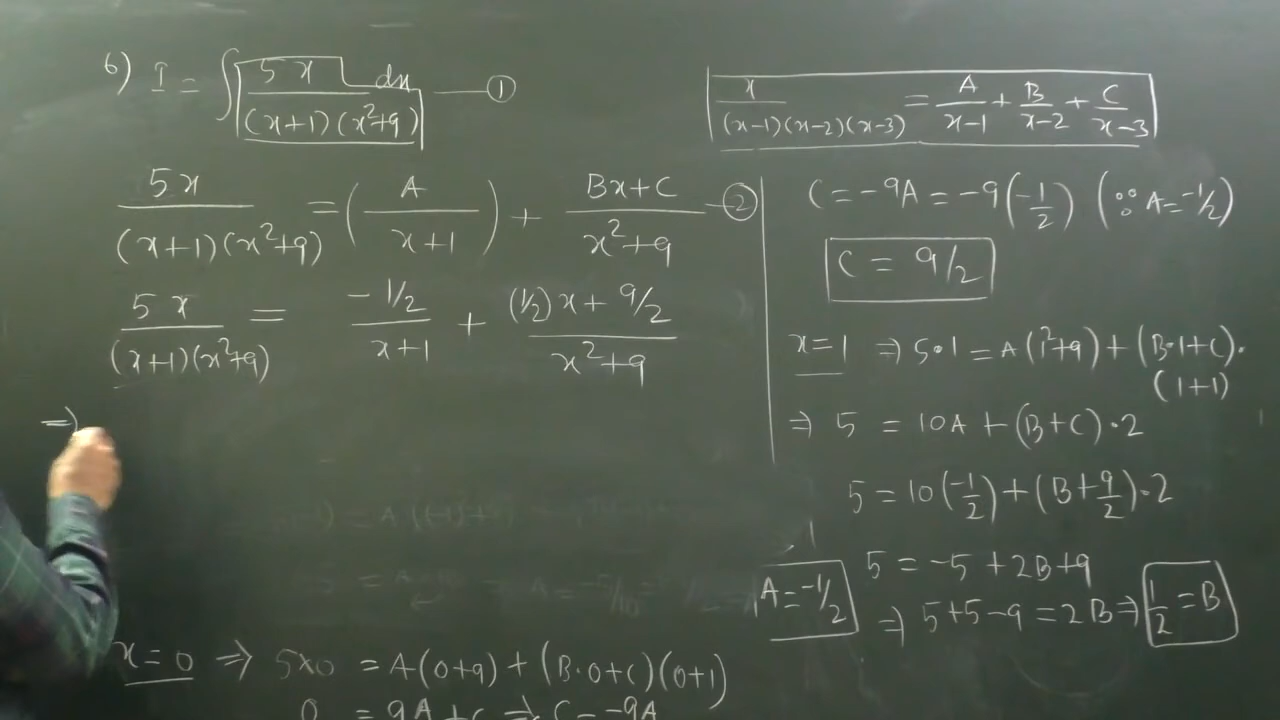 6) I = ∫ 5x/((x+1)(x²+9)) dx — ①
5x/((x+1)(x²+9)) = (A/(x+1)) + (Bx+C)/(x²+9) — ②
5x/((x+1)(x²+9)) = (-1/2)/(x+1) + ((1/2)x + 9/2)/(x²+9)
⇒
x=0 ⇒ 5×0 = A(0+9) + (B·0+C)(0+1)
0 = 9A+C ⇒ C = -9A
x/((x-1)(x-2)(x-3)) = A/(x-1) + B/(x-2) + C/(x-3)
C = -9A = -9(-1/2) (∵ A = -1/2)
C = 9/2
x=1 ⇒ 5·1 = A(1²+9) + (B·1+C)·
(1+1)
⇒ 5 = 10A + (B+C)·2
5 = 10(-1/2) + (B+9/2)·2
5 = -5+2B+9
A = -1/2
⇒ 5+5-9 = 2B ⇒ 1/2 = B